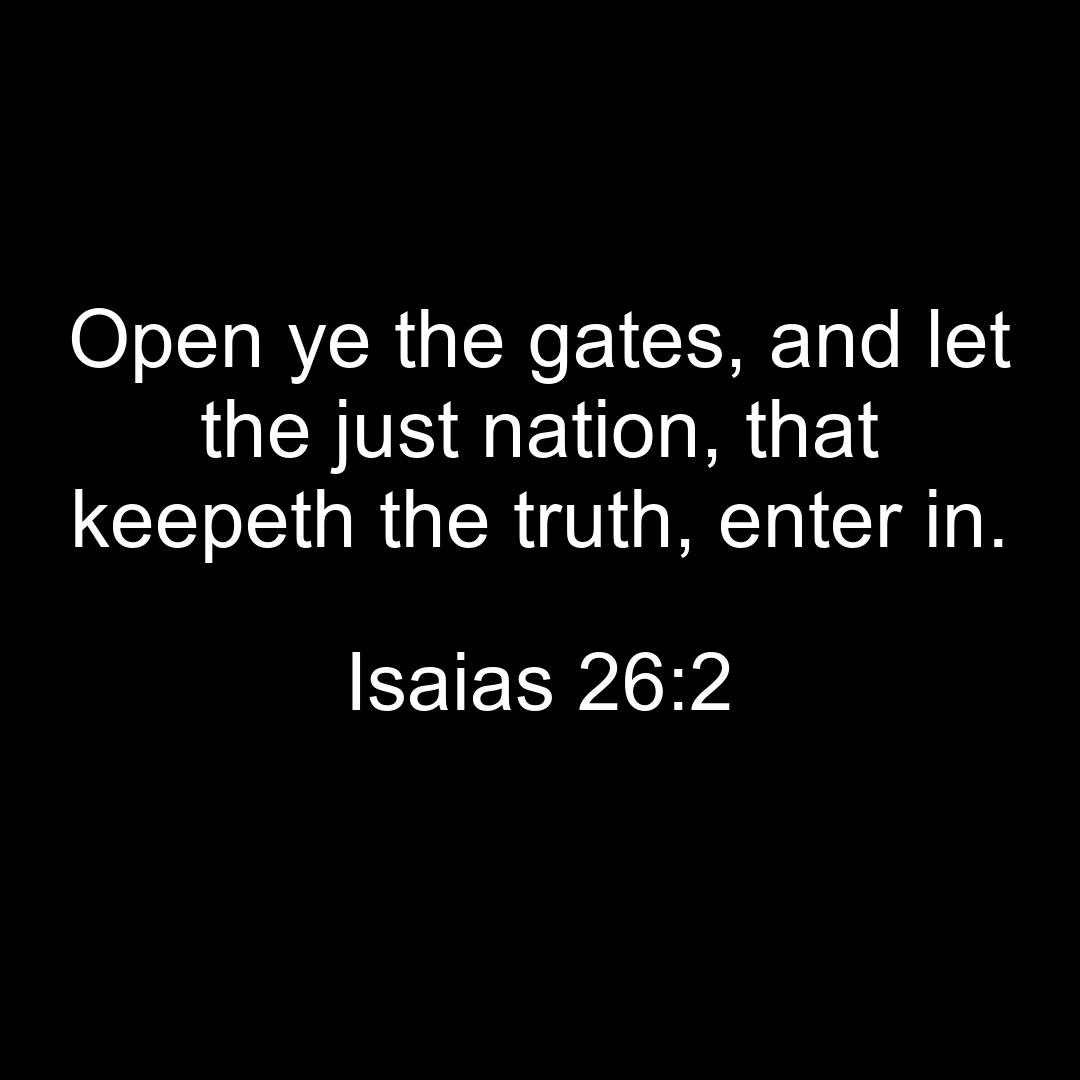 Open ye the gates, and let
the just nation, that
keepeth the truth, enter in.
Isaias 26:2